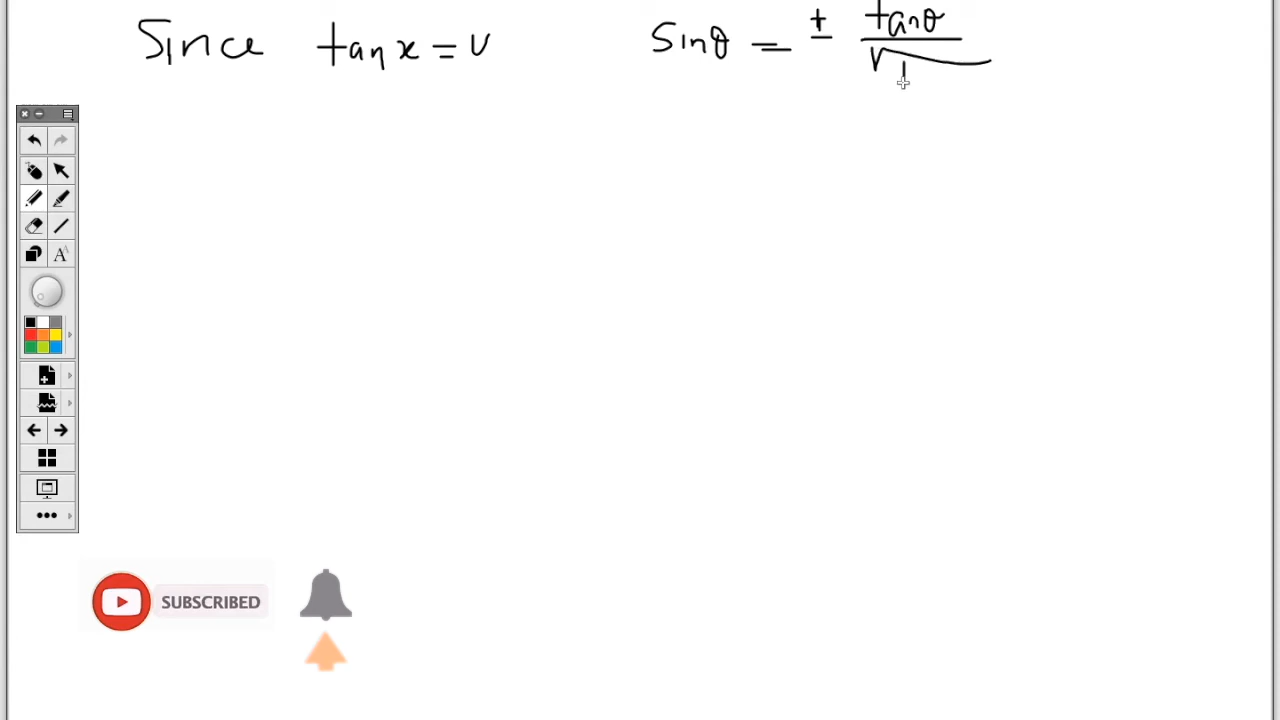 Since tan x = v sinθ = ± tanθ / √1
A
SUBSCRIBED